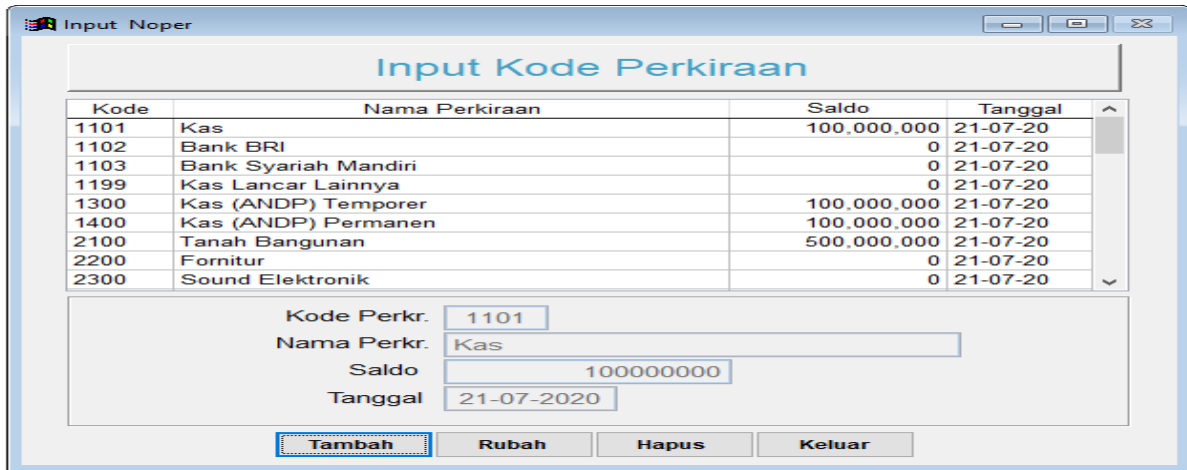 Input Noper
Input Kode Perkiraan
Kode Nama Perkiraan Saldo Tanggal
1101 Kas 100,000,000 21-07-20
1102 Bank BRI 0 21-07-20
1103 Bank Syariah Mandiri 0 21-07-20
1199 Kas Lancar Lainnya 0 21-07-20
1300 Kas (ANDP) Temporer 100,000,000 21-07-20
1400 Kas (ANDP) Permanen 100,000,000 21-07-20
2100 Tanah Bangunan 500,000,000 21-07-20
2200 Fornitur 0 21-07-20
2300 Sound Elektronik 0 21-07-20
Kode Perkr. 1101
Nama Perkr. Kas
Saldo 100000000
Tanggal 21-07-2020
Tambah Rubah Hapus Keluar